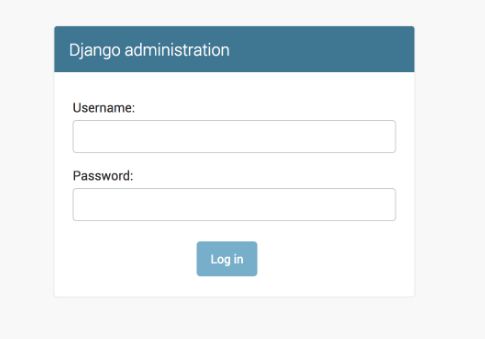 Django administration
Username:
Password:
Log in